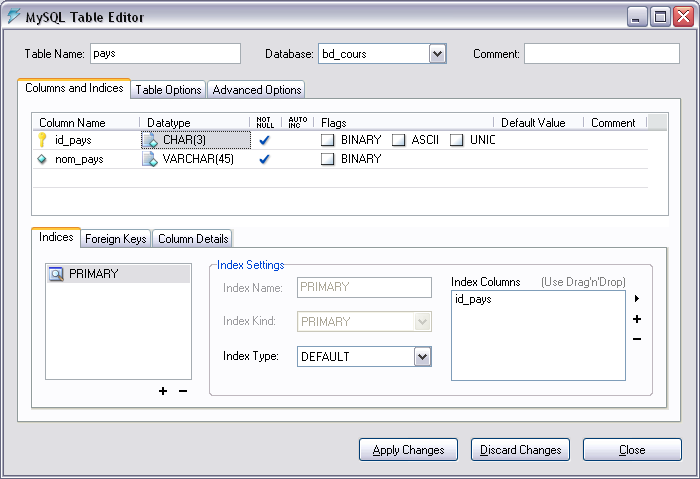 MySQL Table Editor
Table Name: pays Database: bd_cours Comment:
Columns and Indices Table Options Advanced Options
Column Name Datatype NOT NULL AUTO INC Flags Default Value Comment
id_pays CHAR(3) BINARY ASCII UNIC
nom_pays VARCHAR(45) BINARY
Indices Foreign Keys Column Details
PRIMARY
Index Settings
Index Name: PRIMARY
Index Kind: PRIMARY
Index Type: DEFAULT
Index Columns (Use Drag'n'Drop)
id_pays
Apply Changes Discard Changes Close